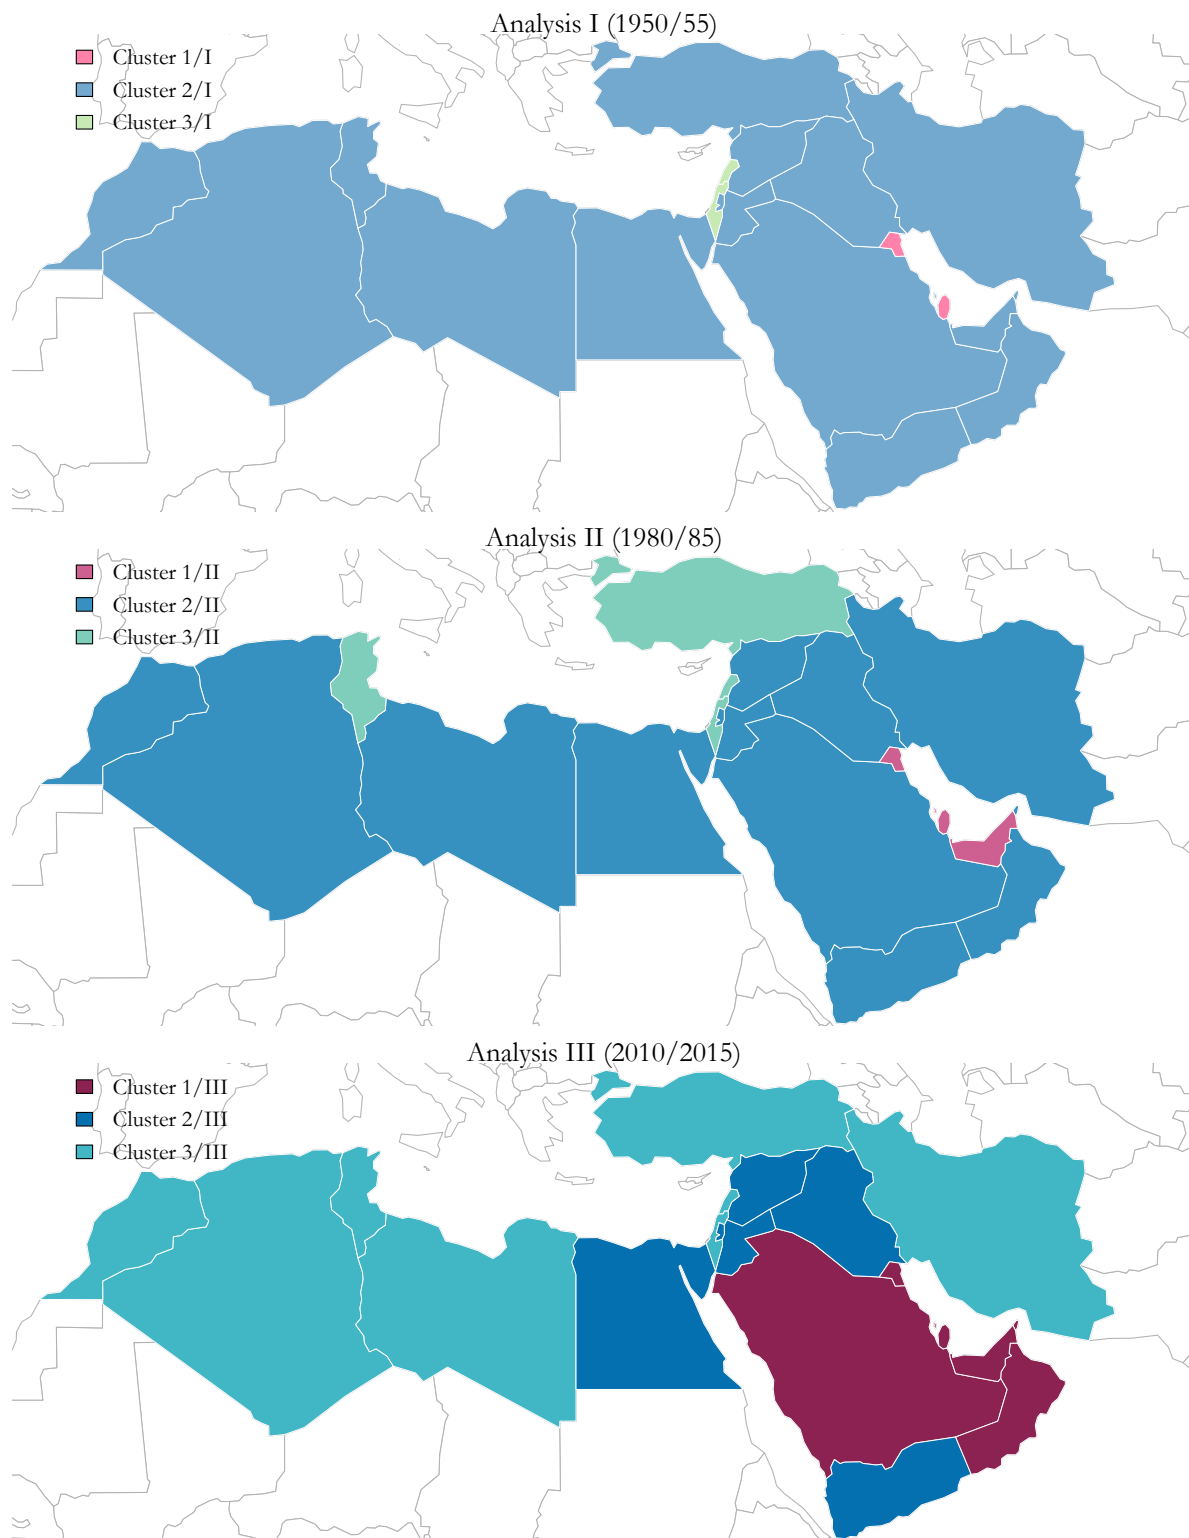 Analysis I (1950/55)
Cluster 1/I
Cluster 2/I
Cluster 3/I
Analysis II (1980/85)
Cluster 1/II
Cluster 2/II
Cluster 3/II
Analysis III (2010/2015)
Cluster 1/III
Cluster 2/III
Cluster 3/III